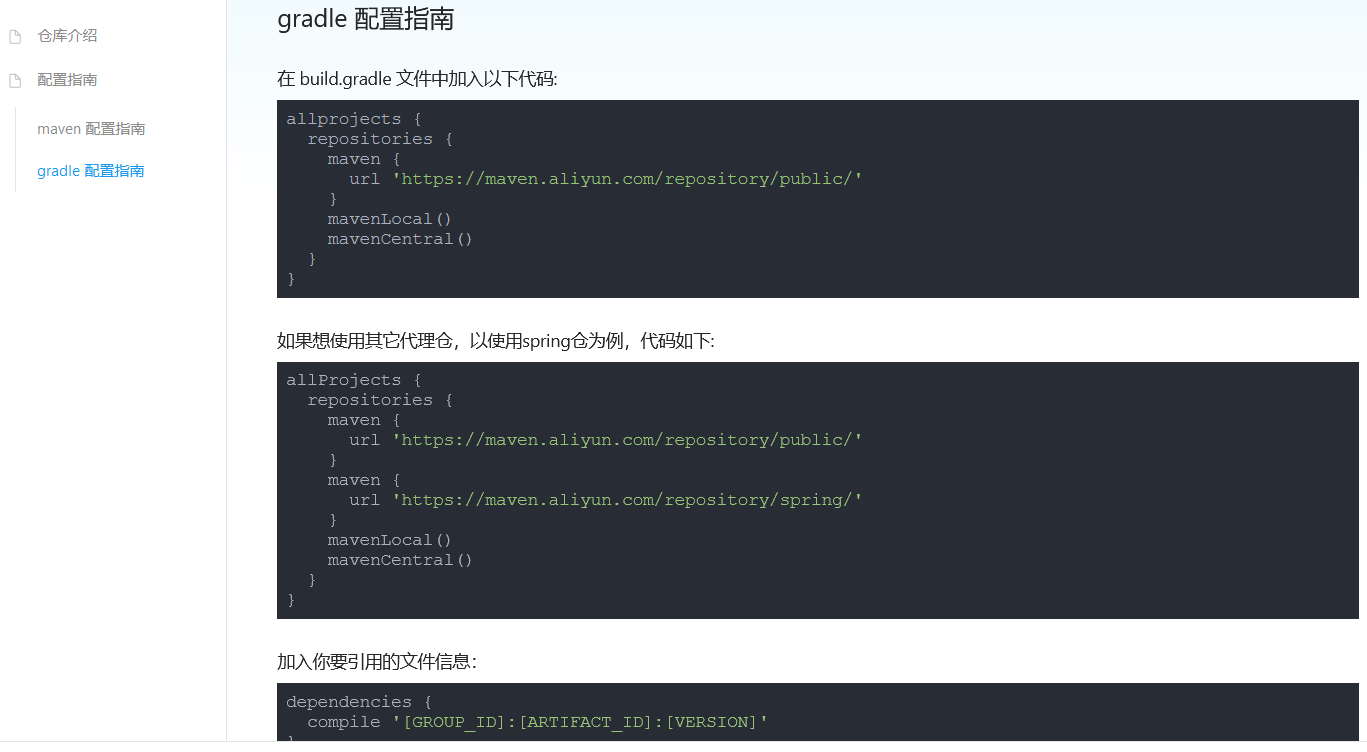 仓库介绍
配置指南
maven 配置指南
gradle 配置指南
gradle 配置指南
在 build.gradle 文件中加入以下代码:
allprojects {
  repositories {
    maven {
      url 'https://maven.aliyun.com/repository/public/'
    }
    mavenLocal()
    mavenCentral()
  }
}
如果想使用其它代理仓，以使用spring仓为例，代码如下:
allProjects {
  repositories {
    maven {
      url 'https://maven.aliyun.com/repository/public/'
    }
    maven {
      url 'https://maven.aliyun.com/repository/spring/'
    }
    mavenLocal()
    mavenCentral()
  }
}
加入你要引用的文件信息：
dependencies {
  compile '[GROUP_ID]:[ARTIFACT_ID]:[VERSION]'